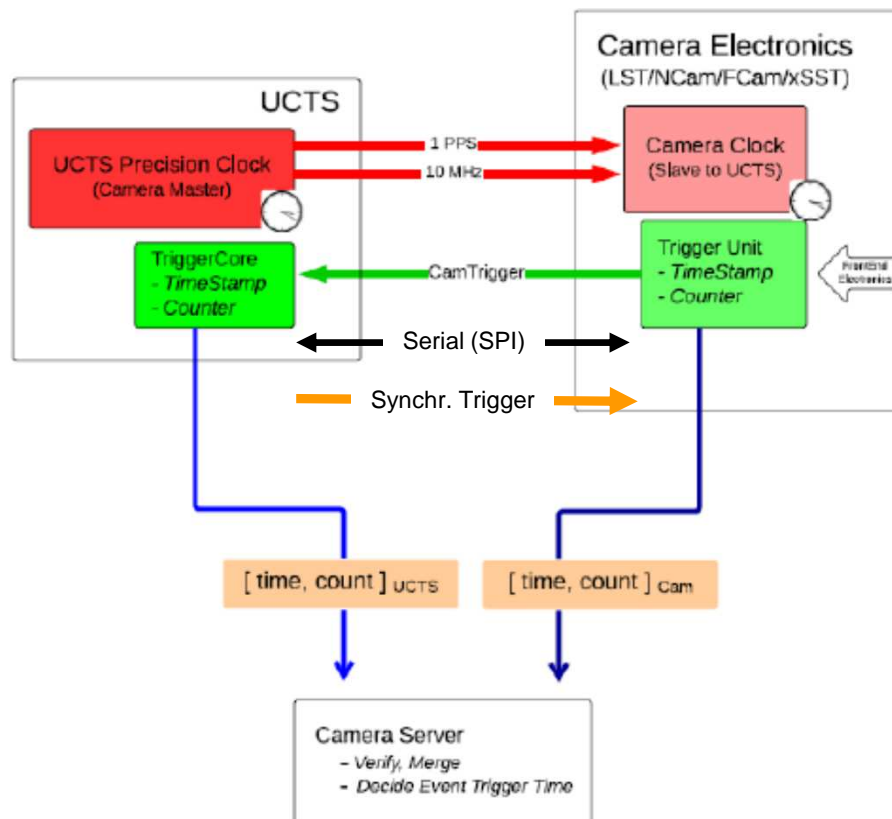 UCTS
UCTS Precision Clock
(Camera Master)
TriggerCore
- TimeStamp
- Counter
1 PPS
10 MHz
CamTrigger
Serial (SPI)
Synchr. Trigger
Camera Electronics
(LST/NCam/FCam/xSST)
Camera Clock
(Slave to UCTS)
Trigger Unit
- TimeStamp
- Counter
FrontEnd
Electronics
[ time, count ] UCTS
[ time, count ] Cam
Camera Server
- Verify, Merge
- Decide Event Trigger Time